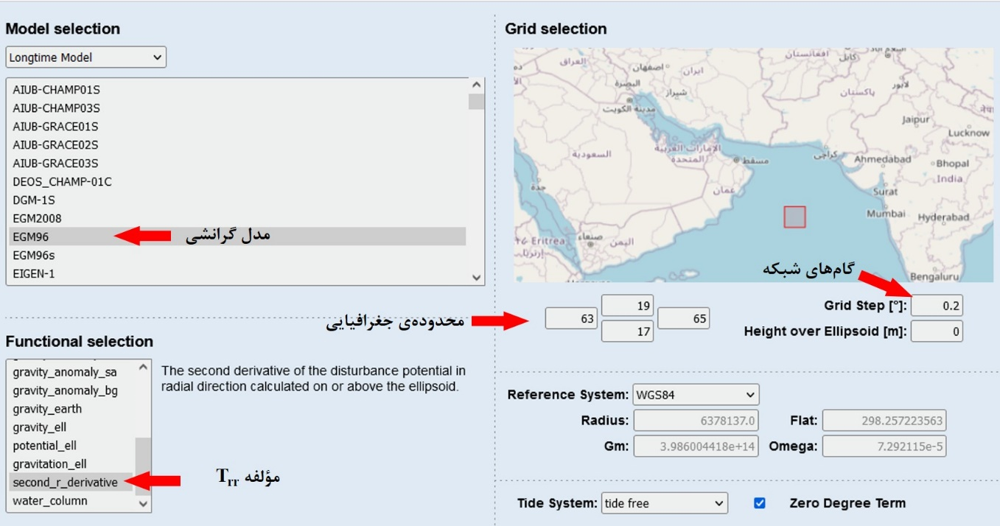 Model selection
Longtime Model
AIUB-CHAMP01S
AIUB-CHAMP03S
AIUB-GRACE01S
AIUB-GRACE02S
AIUB-GRACE03S
DEOS_CHAMP-01C
DGM-1S
EGM2008
EGM96
مدل گرانشی
EGM96s
EIGEN-1
Functional selection
gravity_anomaly_sa
gravity_anomaly_bg
gravity_earth
gravity_ell
potential_ell
gravitation_ell
second_r_derivative
water_column
مؤلفه Trr
The second derivative of the disturbance potential in
radial direction calculated on or above the ellipsoid.
Grid selection
افغانستان
کابل
العراق
اصفهان
ایران
البصرة
شیراز
لاہور
پاکستان
مدينة الكويت
Jaipur
Lucknow
الإمارات العربية
المتحدة
السعودية
مسقط
کراچی
Ahmedabad
Bhopal
India
جدة
عمان
Surat
Mumbai
Hyderabad
Eritrea
صنعاء
اليمن
Bengaluru
گام‌های شبکه
محدوده‌ی جغرافیایی
19
63
65
17
Grid Step [°]: 0.2
Height over Ellipsoid [m]: 0
Reference System: WGS84
Radius: 6378137.0 Flat: 298.257223563
Gm: 3.986004418e+14 Omega: 7.292115e-5
Tide System: tide free Zero Degree Term